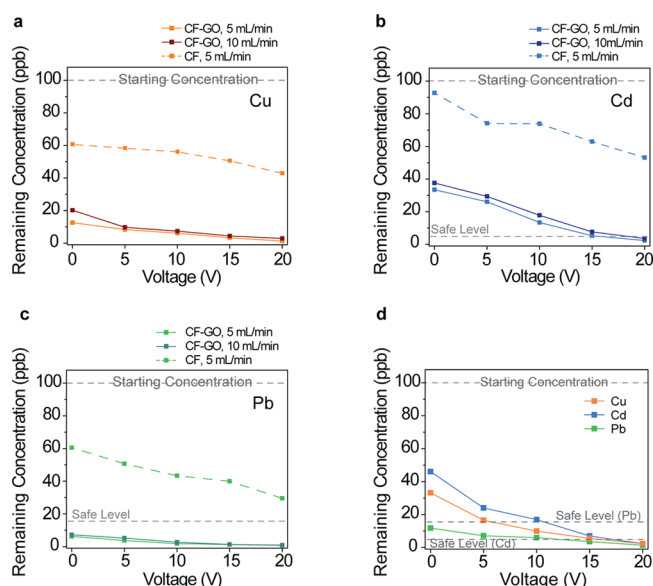 a
CF-GO, 5 mL/min
CF-GO, 10 mL/min
CF, 5 mL/min
Remaining Concentration (ppb)
100
80
60
40
20
0
Starting Concentration
Cu
0 5 10 15 20
Voltage (V)
b
CF-GO, 5 mL/min
CF-GO, 10mL/min
CF, 5 mL/min
Remaining Concentration (ppb)
100
80
60
40
20
0
Starting Concentration
Cd
Safe Level
0 5 10 15 20
Voltage (V)
c
CF-GO, 5 mL/min
CF-GO, 10 mL/min
CF, 5 mL/min
Remaining Concentration (ppb)
100
80
60
40
20
0
Starting Concentration
Pb
Safe Level
0 5 10 15 20
Voltage (V)
d
Remaining Concentration (ppb)
100
80
60
40
20
0
Starting Concentration
Cu
Cd
Pb
Safe Level (Pb)
Safe Level (Cd)
0 5 10 15 20
Voltage (V)